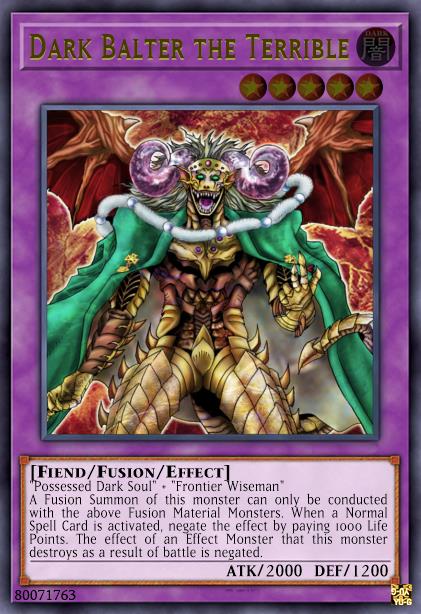 DARK BALTER THE TERRIBLE
DARK
闇
[FIEND/FUSION/EFFECT]
"Possessed Dark Soul" + "Frontier Wiseman"
A Fusion Summon of this monster can only be conducted
with the above Fusion Material Monsters. When a Normal
Spell Card is activated, negate the effect by paying 1000 Life
Points. The effect of an Effect Monster that this monster
destroys as a result of battle is negated.
ATK/2000 DEF/1200
80071763